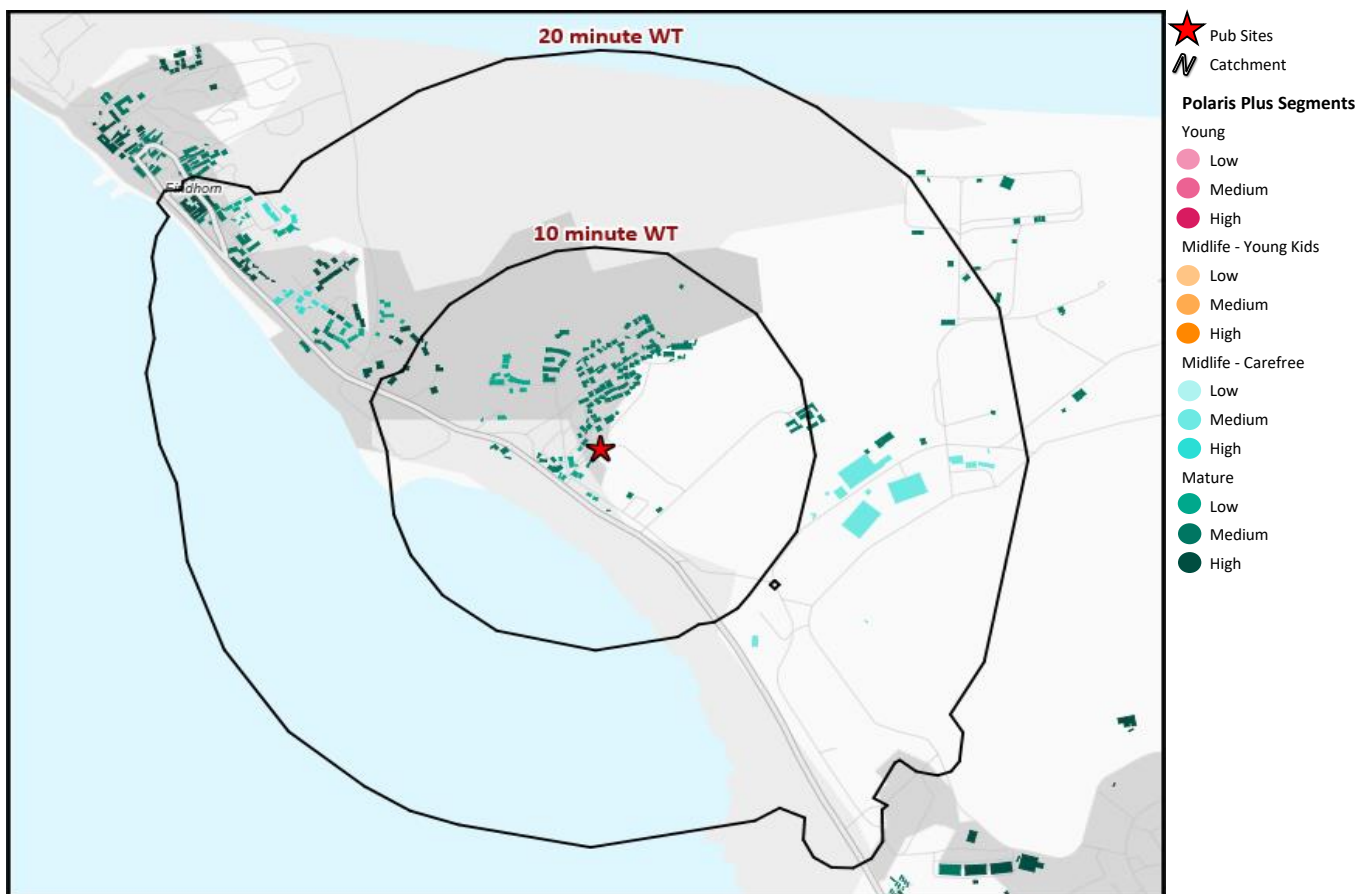 20 minute WT
10 minute WT
Findhorn
Pub Sites
Catchment
Polaris Plus Segments
Young
Low
Medium
High
Midlife - Young Kids
Low
Medium
High
Midlife - Carefree
Low
Medium
High
Mature
Low
Medium
High